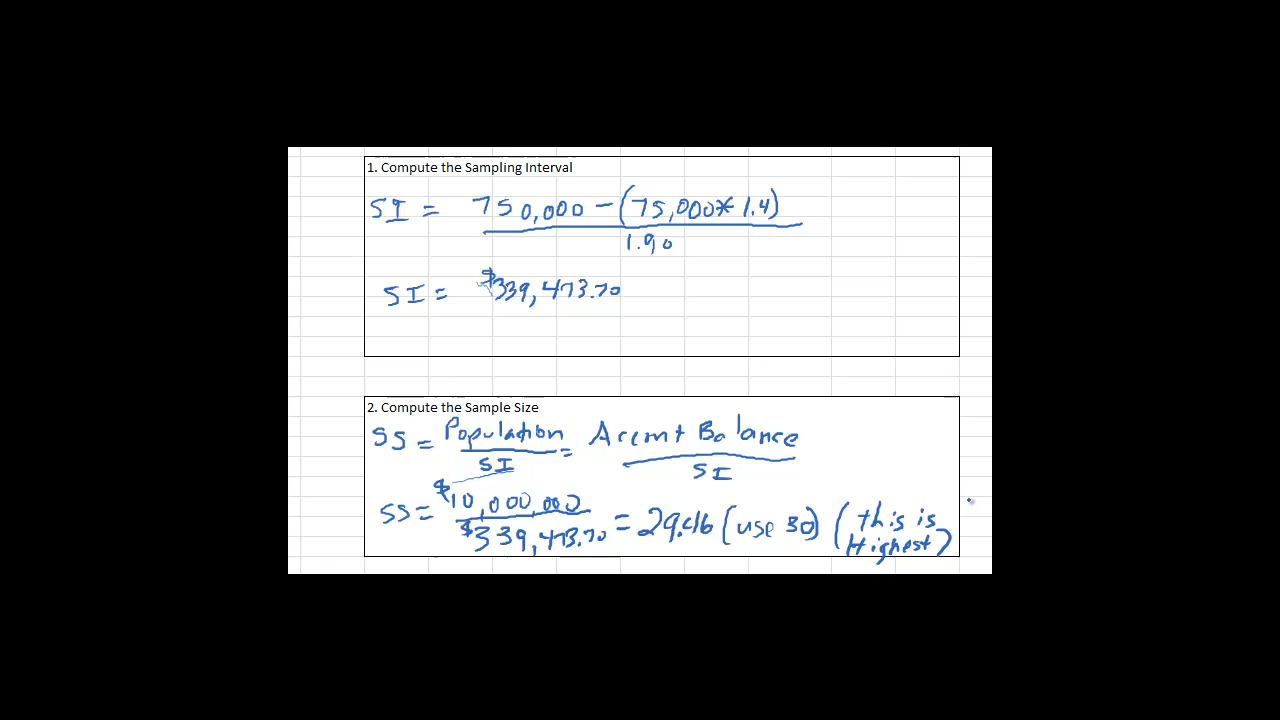 1. Compute the Sampling Interval
SI = 750,000 - (75,000 * 1.4)
1.90
SI = $339,473.70
2. Compute the Sample Size
SS = Population = Accnt Balance
SI SI
SS = $10,000,000
$339,473.70 = 29.46 (use 30) (this is
Highest)